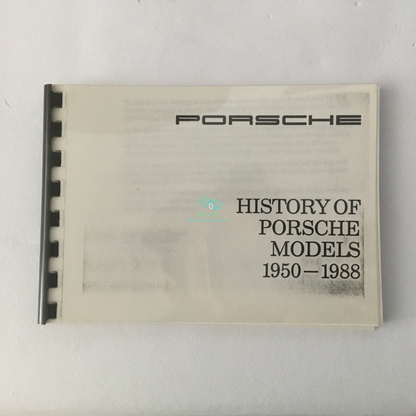 PORSCHE
HISTORY OF
PORSCHE
MODELS
1950—1988